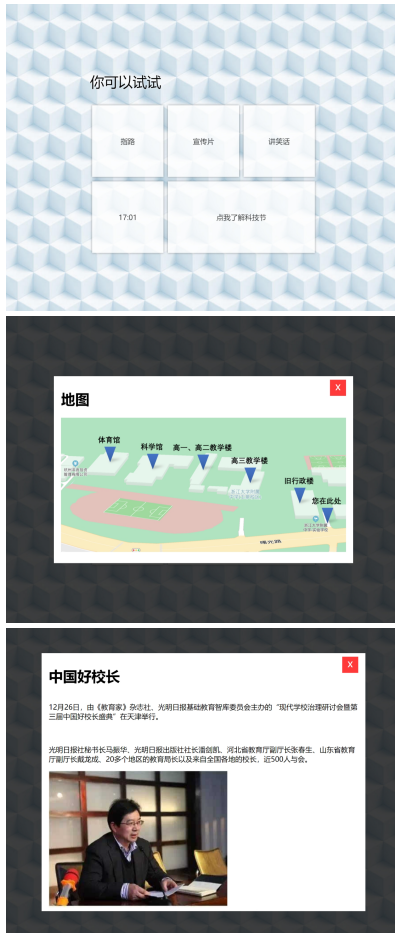 你可以试试
指路
宣传片
讲笑话
17:01
点我了解科技节
X
地图
体育馆
科学馆
高一、高二教学楼
高三教学楼
旧行政楼
您在此处
曙光路
X
中国好校长
12月26日，由《教育家》杂志社、光明日报基础教育智库委员会主办的“现代学校治理研讨会暨第
三届中国好校长盛典”在天津举行。
光明日报社秘书长马振华、光明日报出版社社长潘剑凯、河北省教育厅副厅长张春生、山东省教育
厅副厅长戴龙成，20多个地区的教育局长以及来自全国各地的校长，近500人与会。